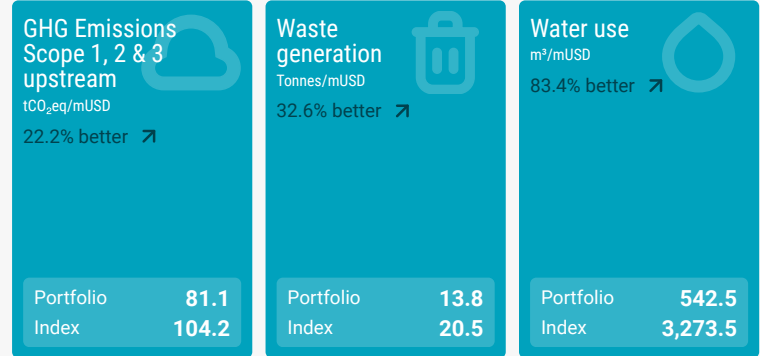 GHG Emissions
Scope 1, 2 & 3
upstream
tCO₂eq/mUSD
22.2% better
Portfolio 81.1
Index 104.2
Waste
generation
Tonnes/mUSD
32.6% better
Portfolio 13.8
Index 20.5
Water use
m³/mUSD
83.4% better
Portfolio 542.5
Index 3,273.5